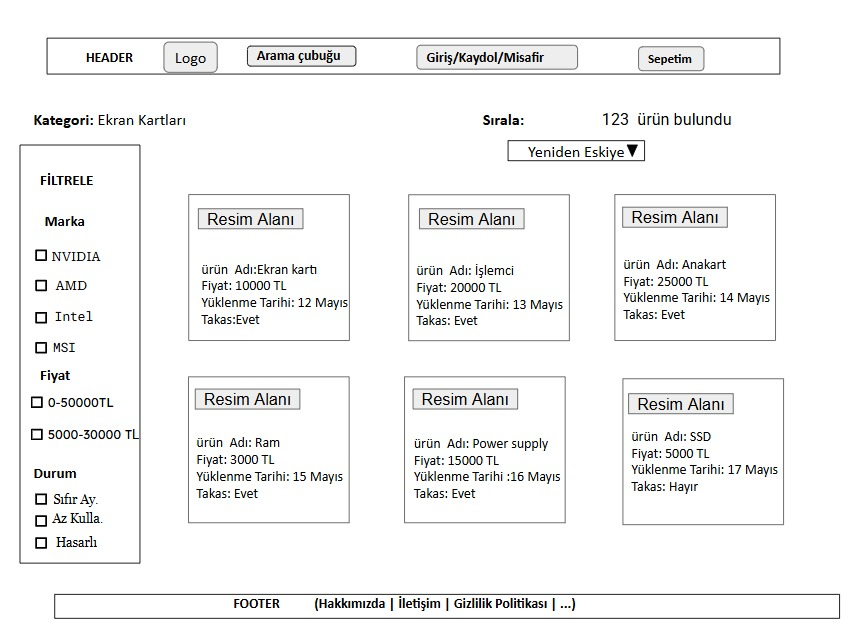 HEADER Logo Arama çubuğu Giriş/Kaydol/Misafir Sepetim
Kategori: Ekran Kartları Sırala: 123 ürün bulundu
Yeniden Eskiye▼
FİLTRELE
Marka
NVIDIA
AMD
Intel
MSI
Fiyat
0-50000TL
5000-30000 TL
Durum
Sıfır Ay.
Az Kulla.
Hasarlı
Resim Alanı
ürün Adı:Ekran kartı
Fiyat: 10000 TL
Yüklenme Tarihi: 12 Mayıs
Takas:Evet
Resim Alanı
ürün Adı: İşlemci
Fiyat: 20000 TL
Yüklenme Tarihi: 13 Mayıs
Takas: Evet
Resim Alanı
ürün Adı: Anakart
Fiyat: 25000 TL
Yüklenme Tarihi: 14 Mayıs
Takas: Evet
Resim Alanı
ürün Adı: Ram
Fiyat: 3000 TL
Yüklenme Tarihi: 15 Mayıs
Takas: Evet
Resim Alanı
ürün Adı: Power supply
Fiyat: 15000 TL
Yüklenme Tarihi :16 Mayıs
Takas: Evet
Resim Alanı
ürün Adı: SSD
Fiyat: 5000 TL
Yüklenme Tarihi: 17 Mayıs
Takas: Hayır
FOOTER (Hakkımızda | İletişim | Gizlilik Politikası | ...)